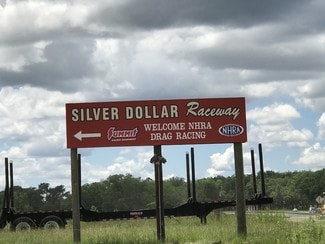 SILVER DOLLAR Raceway
Summit
WELCOME NHRA
DRAG RACING
NHRA